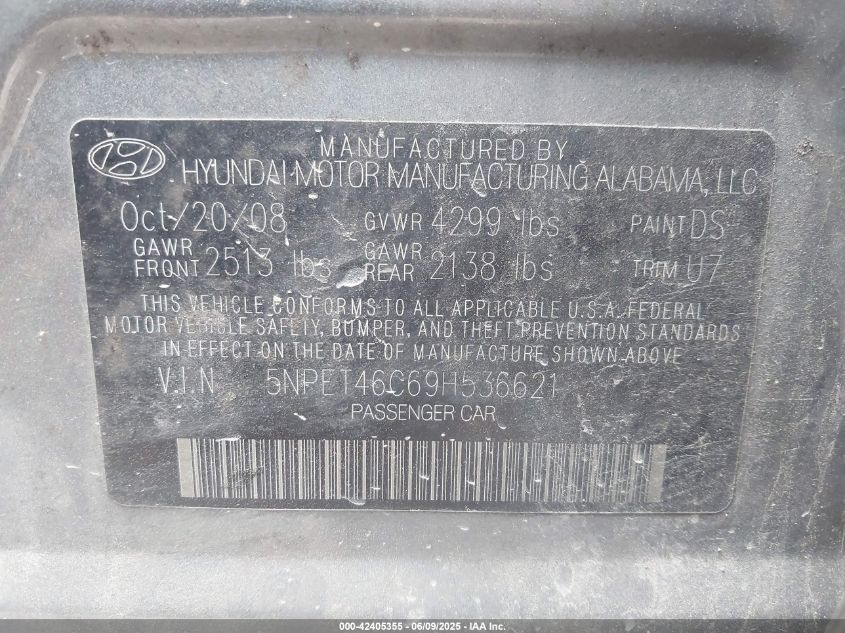 MANUFACTURED BY
HYUNDAI MOTOR MANUFACTURING ALABAMA, LLC
Oct/20/08 GVWR 4299 lbs PAINT DS
GAWR FRONT 2513 lbs GAWR REAR 2138 lbs TRIM U7
THIS VEHICLE CONFORMS TO ALL APPLICABLE U.S.A. FEDERAL
MOTOR VEHICLE SAFETY, BUMPER, AND THEFT PREVENTION STANDARDS
IN EFFECT ON THE DATE OF MANUFACTURE SHOWN ABOVE
V.I.N 5NPET46C69H536621
PASSENGER CAR
000-42405355 - 06/09/2025 - IAA Inc.